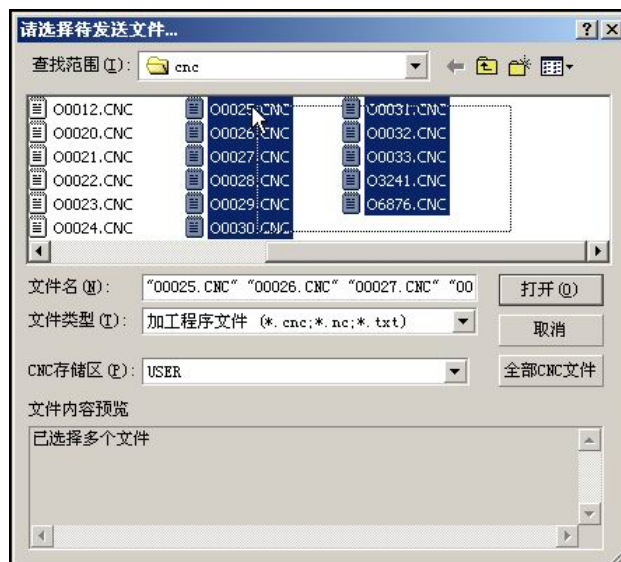 请选择待发送文件...
查找范围(I): cnc
O0012.CNC O0025.CNC O0031.CNC
O0020.CNC O0026.CNC O0032.CNC
O0021.CNC O0027.CNC O0033.CNC
O0022.CNC O0028.CNC O3241.CNC
O0023.CNC O0029.CNC O6876.CNC
O0024.CNC O0030.CNC
文件名(N): "O0025.CNC" "O0026.CNC" "O0027.CNC" "O0 打开(O)
文件类型(T): 加工程序文件 (*.cnc;*.nc;*.txt) 取消
CNC存储区(P): USER 全部CNC文件
文件内容预览
已选择多个文件